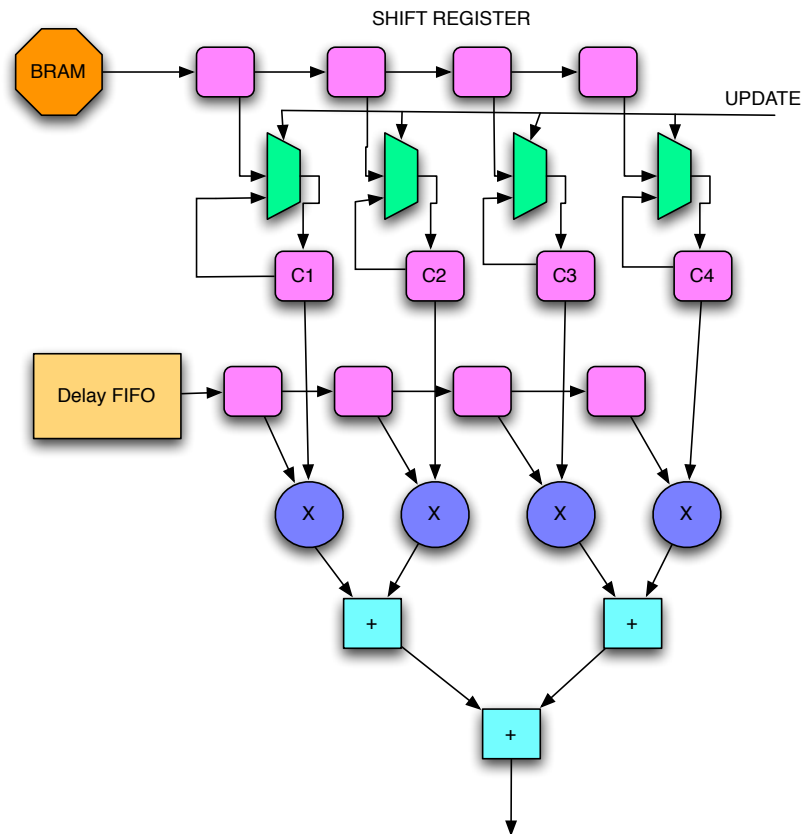 SHIFT REGISTER
BRAM
UPDATE
C1
C2
C3
C4
Delay FIFO
X
X
X
X
+
+
+